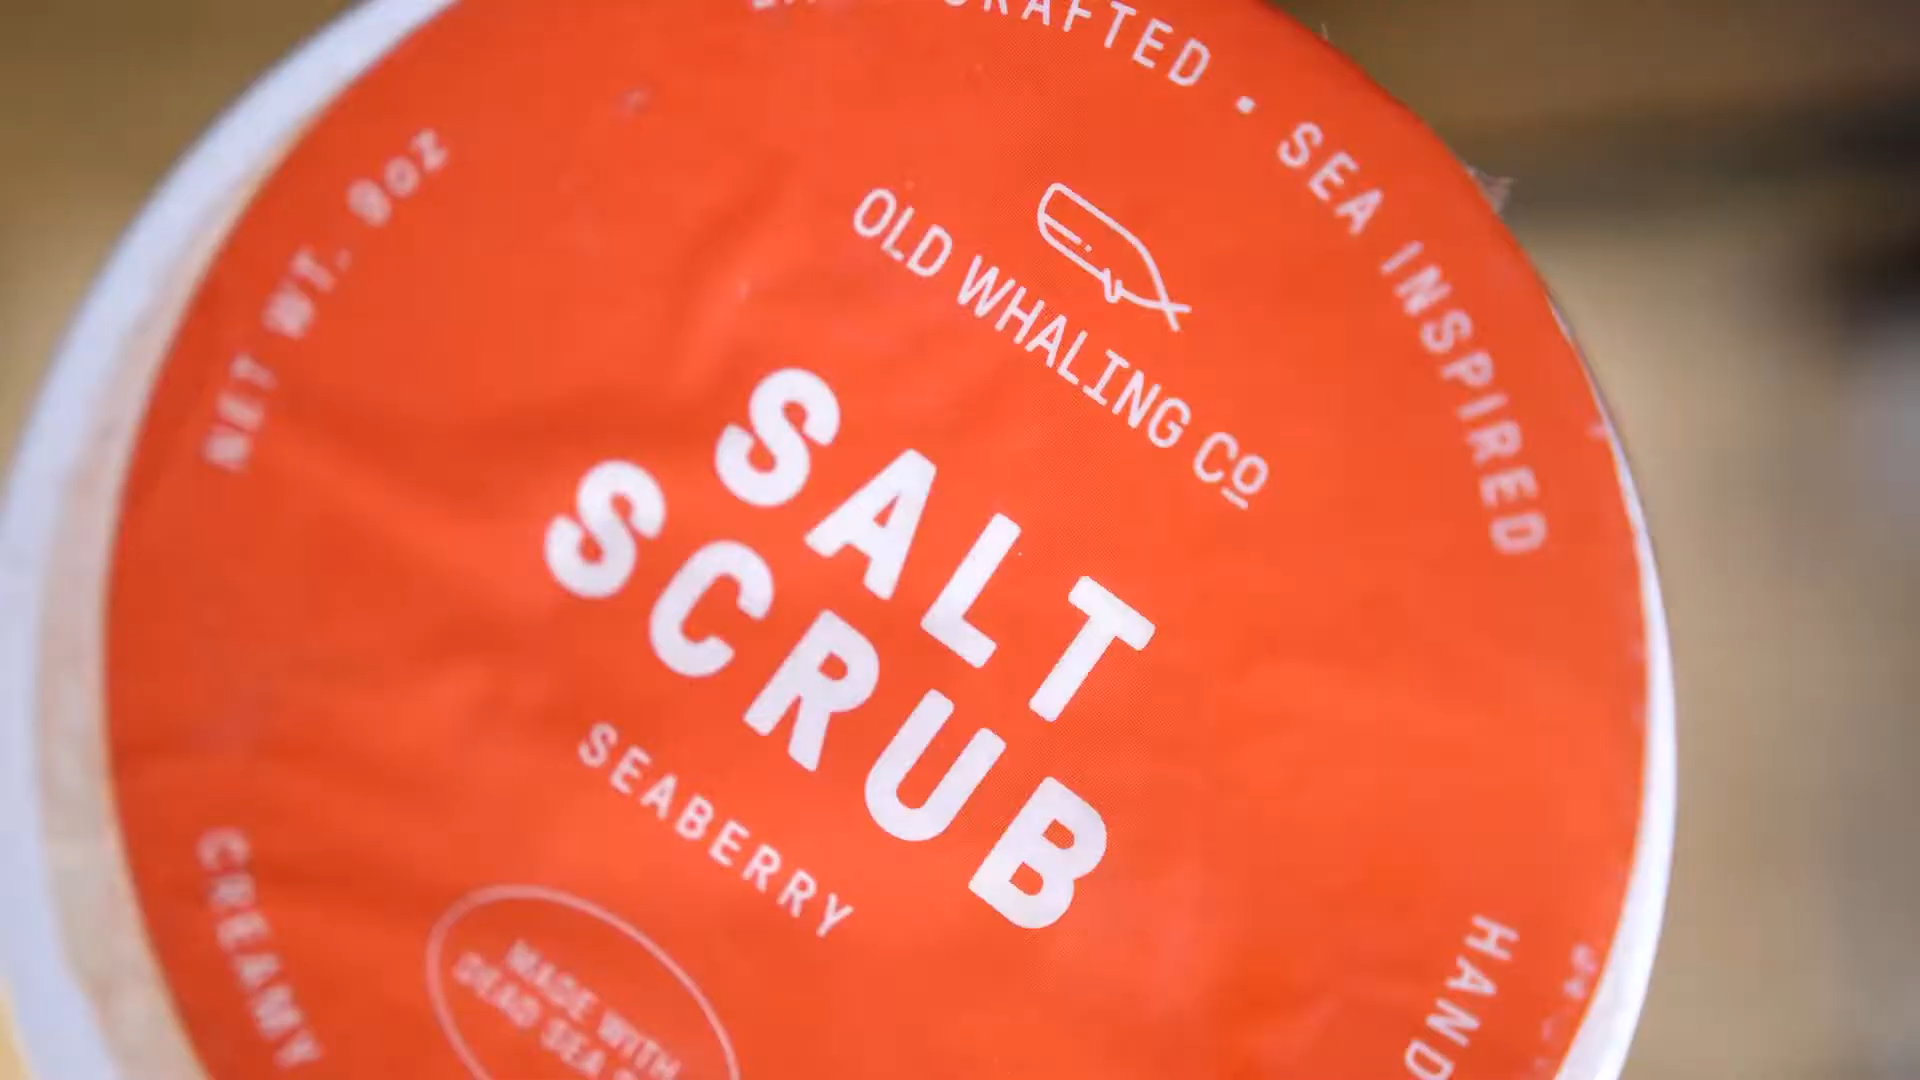 CRAFTED • SEA INSPIRED
NET WT. 9oz
OLD WHALING CO
SALT
SCRUB
SEABERRY
MADE WITH
DEAD SEA
CREAMY
HAND